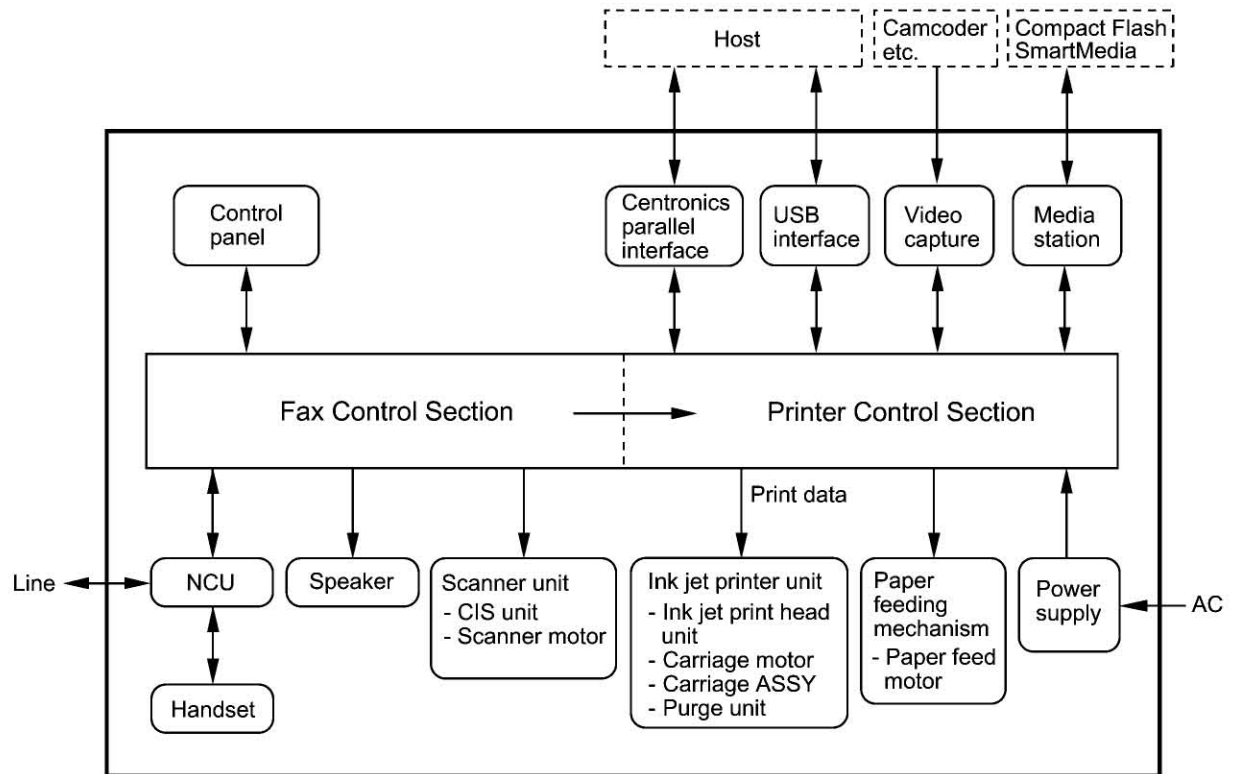 Host
Camcoder
etc.
Compact Flash
SmartMedia
Control
panel
Centronics
parallel
interface
USB
interface
Video
capture
Media
station
Fax Control Section
Printer Control Section
Print data
Line
NCU
Speaker
Scanner unit
- CIS unit
- Scanner motor
Ink jet printer unit
- Ink jet print head
unit
- Carriage motor
- Carriage ASSY
- Purge unit
Paper
feeding
mechanism
- Paper feed
motor
Power
supply
AC
Handset